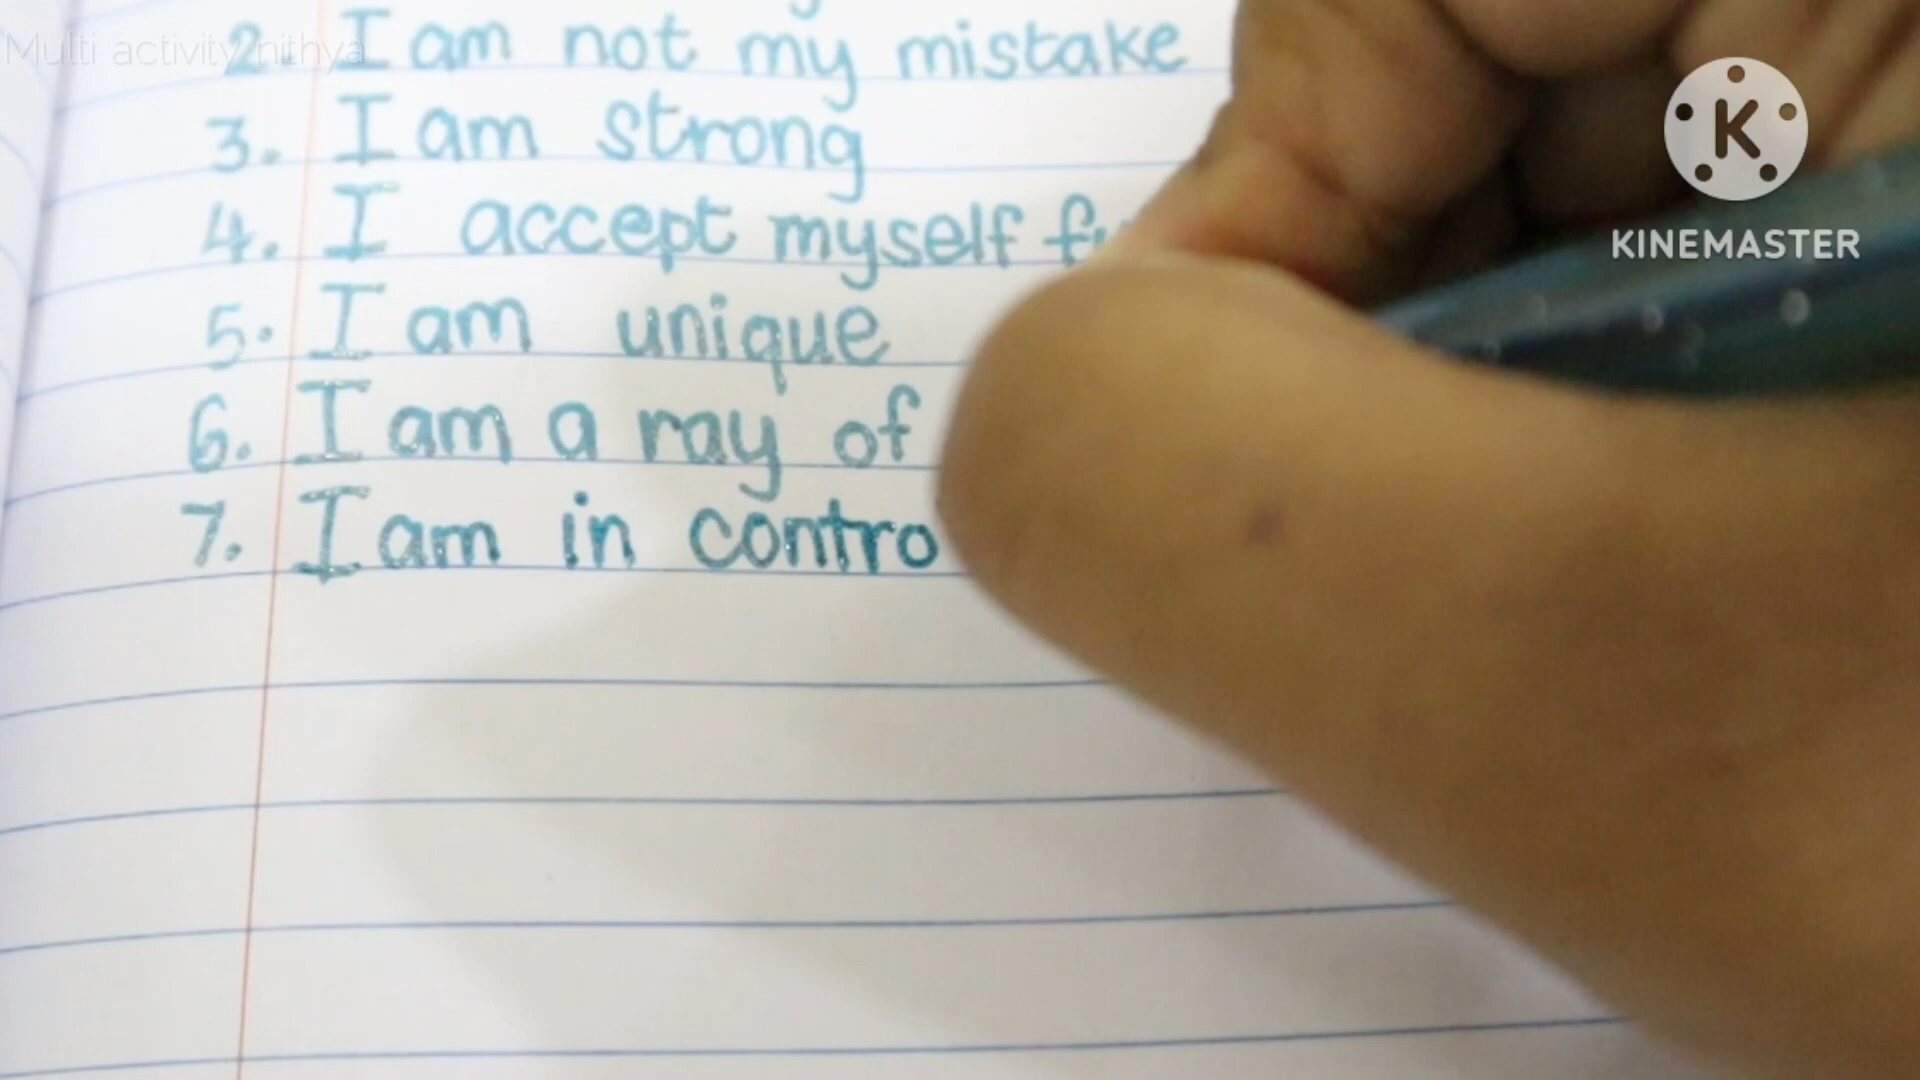 Multi activity nithya
2. I am not my mistake
3. I am strong
4. I accept myself
5. I am unique
6. I am a ray of
7. I am in contro
K
KINEMASTER